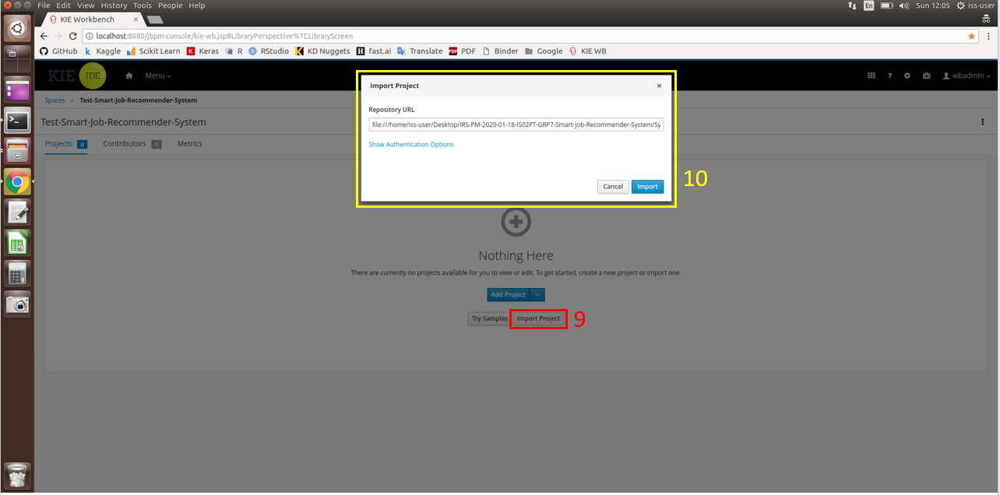 File Edit View History Tools People Help
En Sun 12:05 iss-user
KIE Workbench ×
localhost:8080/jbpm-console/kie-wb.jsp#LibraryPerspective%7CLibraryScreen
GitHub k Kaggle Scikit Learn K Keras R R R RStudio K KD Nuggets H fast.ai Translate PDF PDF Binder Google KIE WB
KIE IDE Menu ? wbadmin
Spaces » Test-Smart-Job-Recommender-System
Test-Smart-Job-Recommender-System
Projects 0 Contributors 1 Metrics
Import Project ×
Repository URL
file:///home/iss-user/Desktop/IRS-PM-2020-01-18-IS02PT-GRP7-Smart-Job-Recommender-System/Sy
Show Authentication Options
Cancel Import
10
Nothing Here
There are currently no projects available for you to view or edit. To get started, create a new project or import one.
Add Project
Try Samples Import Project 9